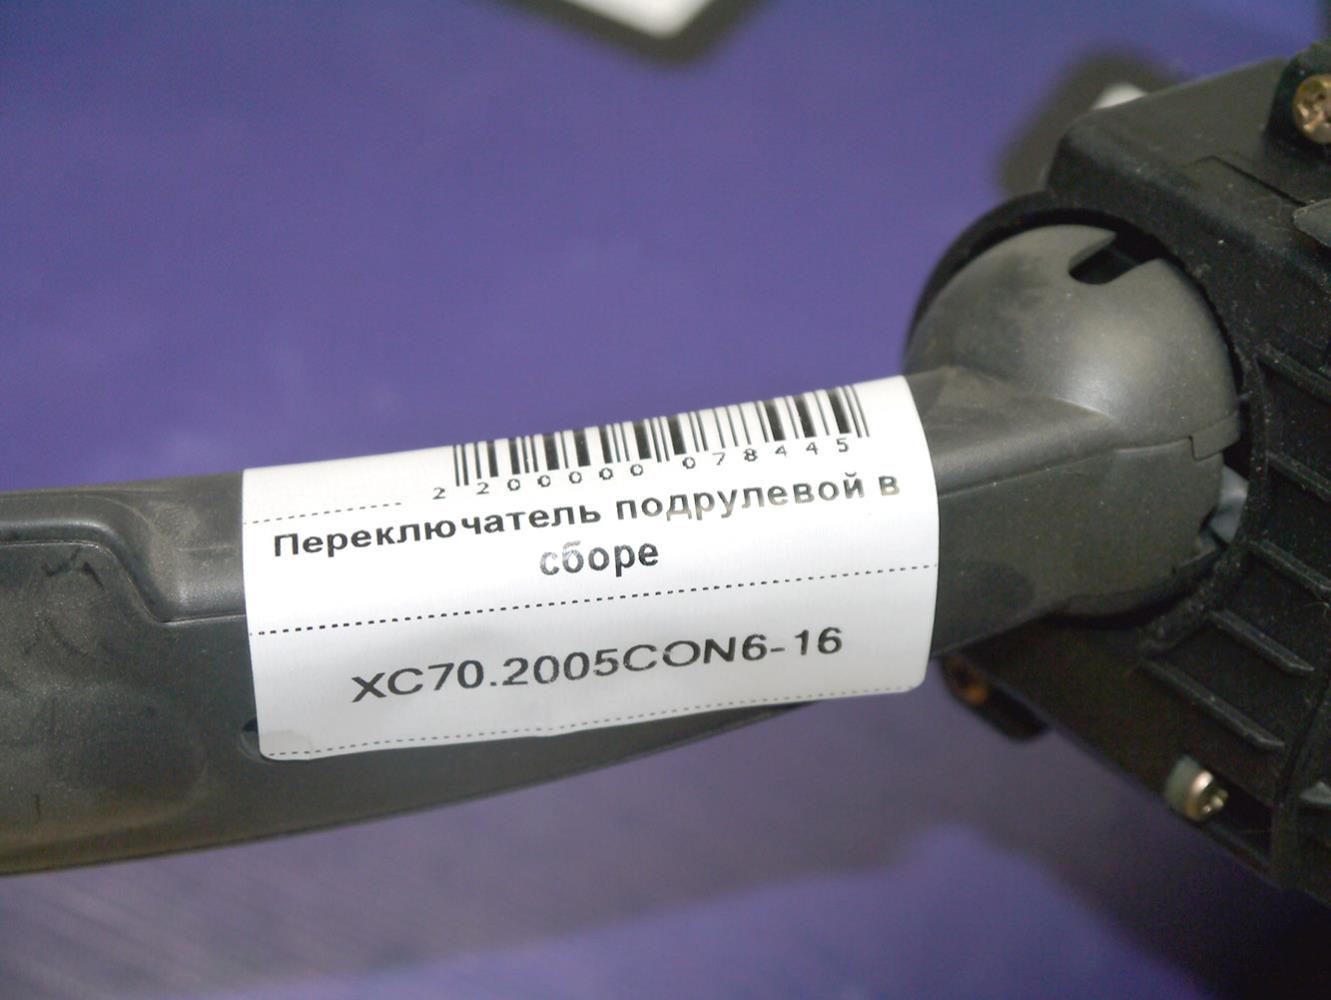 2 200000 078445
Переключатель подрулевой в
сборе
XC70.2005CON6-16